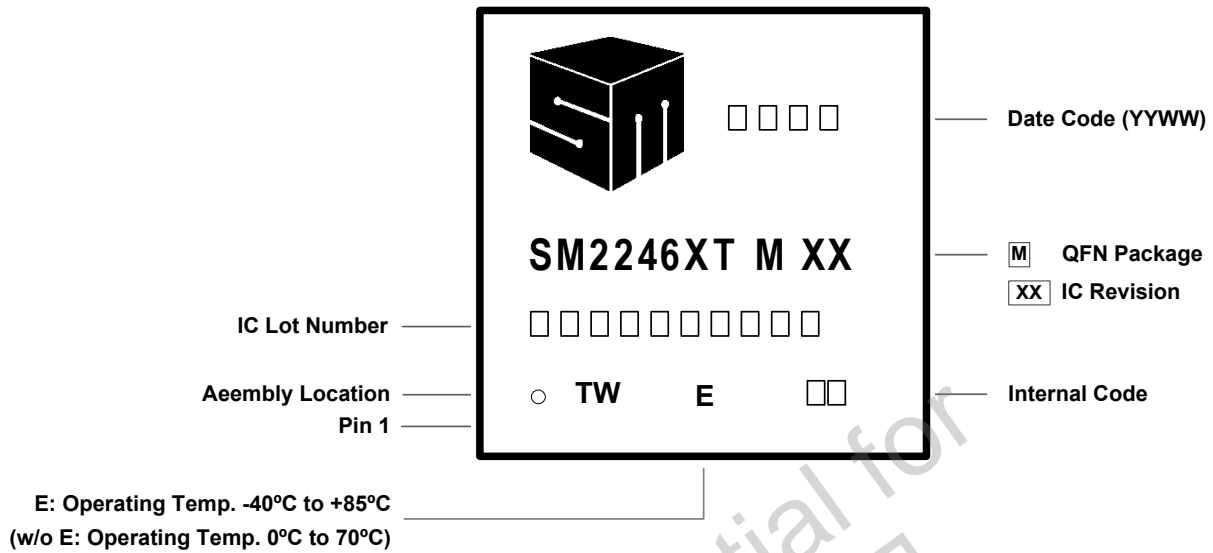 Date Code (YYWW)
SM2246XT M XX
M QFN Package
XX IC Revision
IC Lot Number
Aeembly Location
TW E
Internal Code
Pin 1
E: Operating Temp. -40ºC to +85ºC
(w/o E: Operating Temp. 0ºC to 70ºC)
for